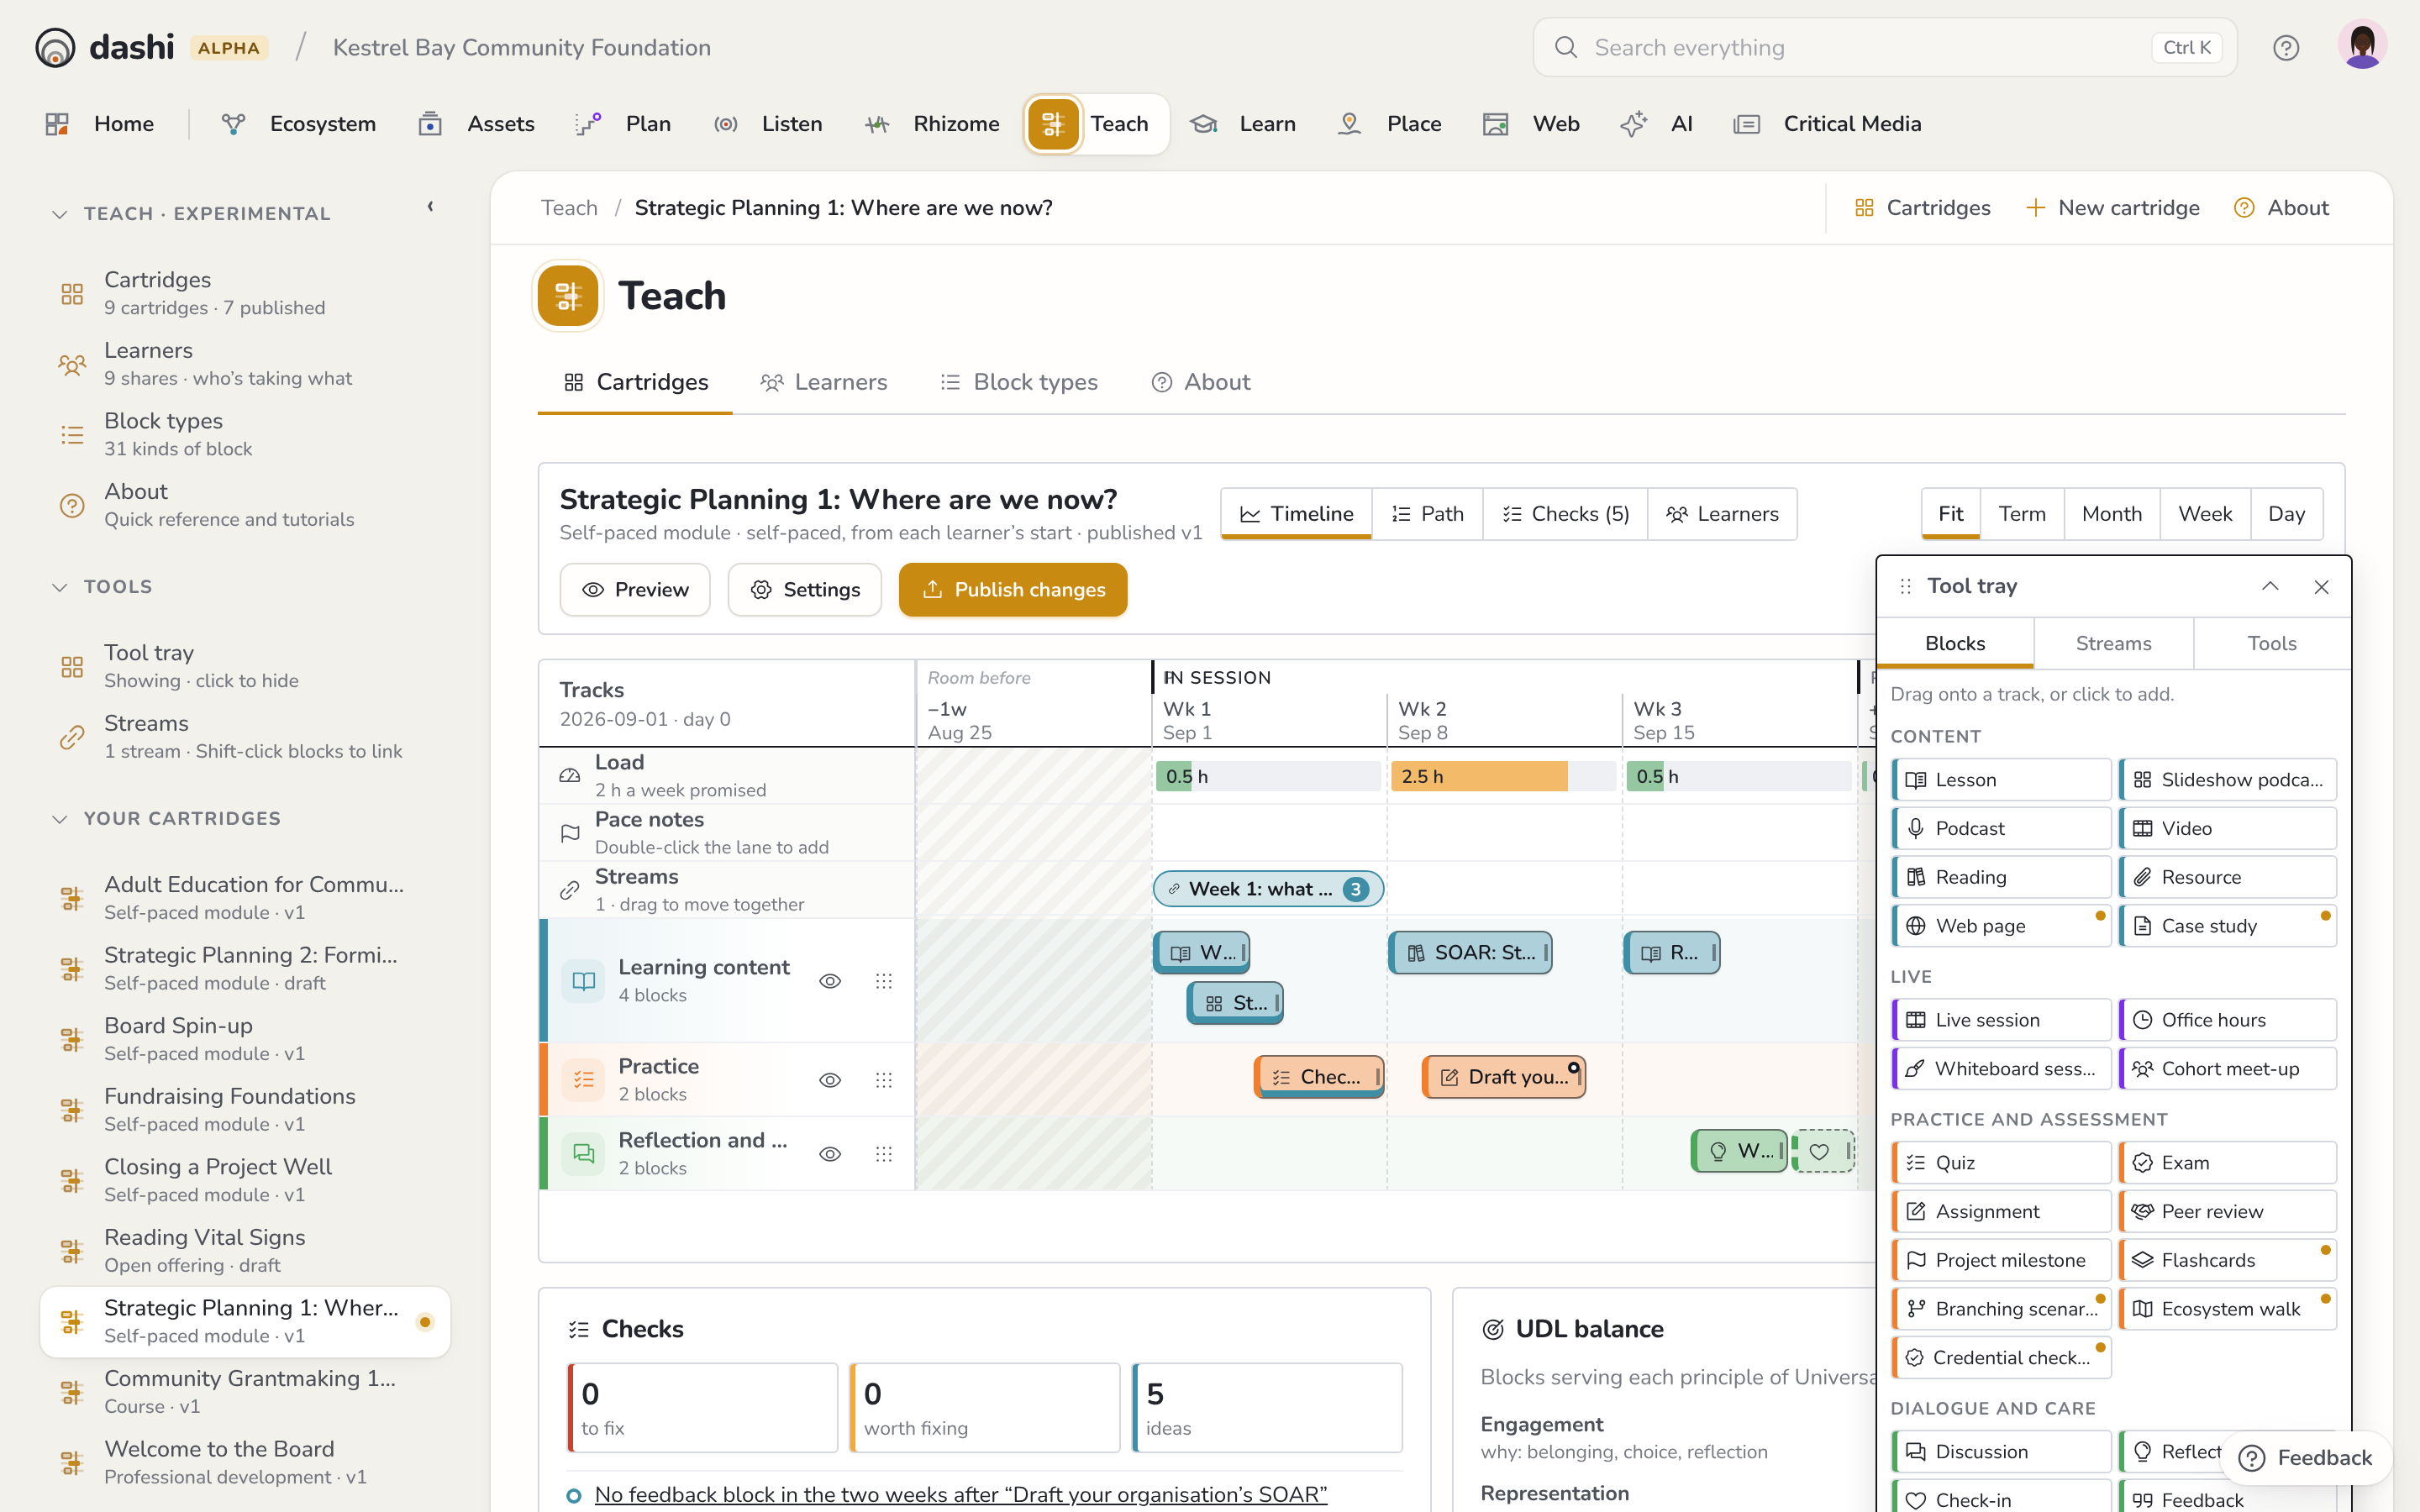 dashi ALPHA / Kestrel Bay Community Foundation
Search everything Ctrl K
Home Ecosystem Assets Plan Listen Rhizome Teach Learn Place Web AI Critical Media
TEACH · EXPERIMENTAL
Cartridges
9 cartridges · 7 published
Learners
9 shares · who's taking what
Block types
31 kinds of block
About
Quick reference and tutorials
TOOLS
Tool tray
Showing · click to hide
Streams
1 stream · Shift-click blocks to link
YOUR CARTRIDGES
Adult Education for Commu...
Self-paced module · v1
Strategic Planning 2: Formi...
Self-paced module · draft
Board Spin-up
Self-paced module · v1
Fundraising Foundations
Self-paced module · v1
Closing a Project Well
Self-paced module · v1
Reading Vital Signs
Open offering · draft
Strategic Planning 1: Wher...
Self-paced module · v1
Community Grantmaking 1...
Course · v1
Welcome to the Board
Professional development · v1
Teach / Strategic Planning 1: Where are we now?
Cartridges New cartridge About
Teach
Cartridges Learners Block types About
Strategic Planning 1: Where are we now?
Self-paced module · self-paced, from each learner's start · published v1
Timeline Path Checks (5) Learners
Fit Term Month Week Day
Preview Settings Publish changes
Tracks
2026-09-01 · day 0
Room before
IN SESSION
−1w
Aug 25
Wk 1
Sep 1
Wk 2
Sep 8
Wk 3
Sep 15
Load
2 h a week promised
0.5 h 2.5 h 0.5 h
Pace notes
Double-click the lane to add
Streams
1 · drag to move together
Week 1: what ... 3
Learning content
4 blocks
W... SOAR: St... R...
St...
Practice
2 blocks
Chec... Draft you...
Reflection and ...
2 blocks
W...
Checks
0
to fix
0
worth fixing
5
ideas
No feedback block in the two weeks after “Draft your organisation's SOAR”
UDL balance
Blocks serving each principle of
Engagement
why: belonging, choice, reflection
Representation
Tool tray
Blocks Streams Tools
Drag onto a track, or click to add.
CONTENT
Lesson Slideshow podca...
Podcast Video
Reading Resource
Web page Case study
LIVE
Live session Office hours
Whiteboard sess... Cohort meet-up
PRACTICE AND ASSESSMENT
Quiz Exam
Assignment Peer review
Project milestone Flashcards
Branching scenar... Ecosystem walk
Credential check...
DIALOGUE AND CARE
Discussion Reflect
Check-in Feedback
Feedback